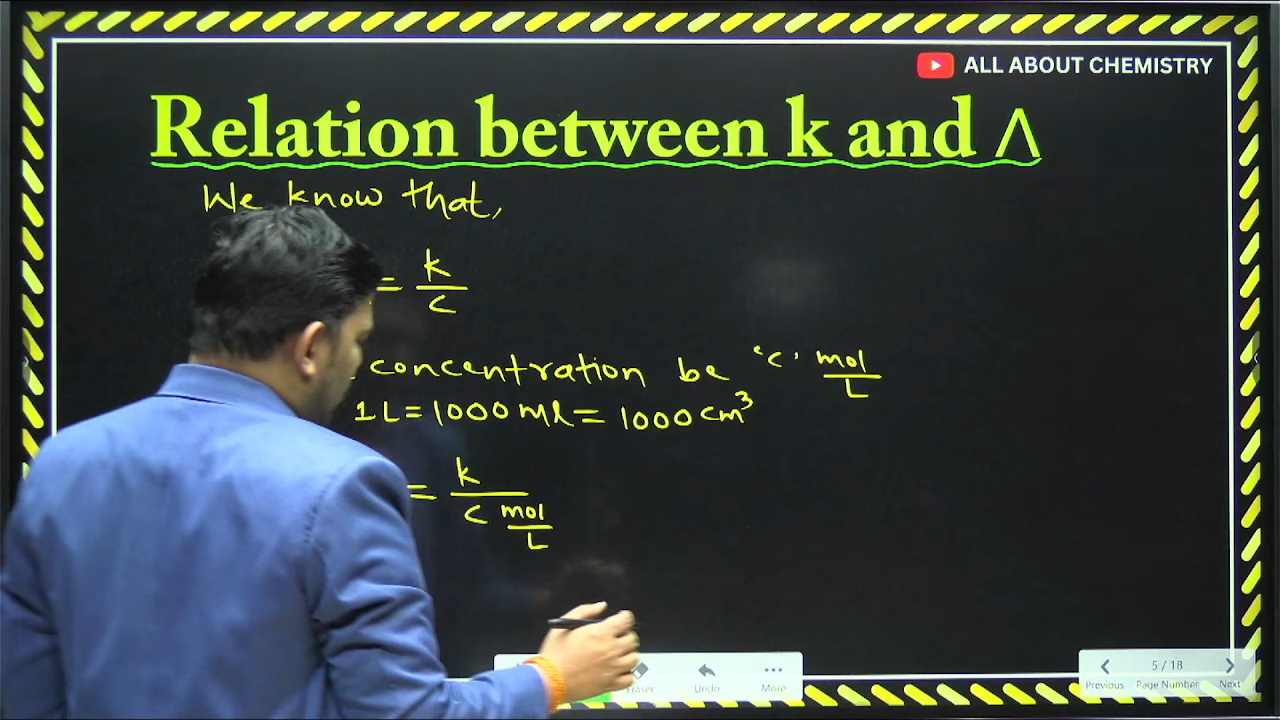 ALL ABOUT CHEMISTRY
Relation between k and Λ
We know that,
= k/c
concentration be 'c' mol/L
1L = 1000 ml = 1000 cm³
= k/(c mol/L)
Eraser
Undo
More
Previous
5 / 18
Page Number
Next